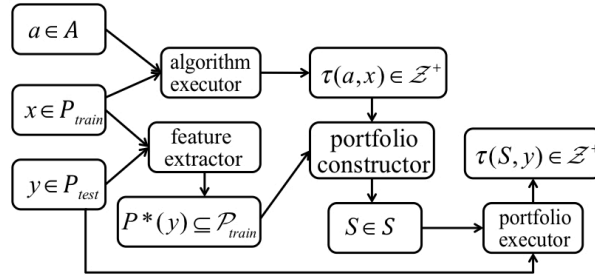 a ∈ A
algorithm
executor
τ(a, x) ∈ 𝒵⁺
x ∈ P_train
feature
extractor
portfolio
constructor
τ(S, y) ∈ 𝒵⁺
y ∈ P_test
P*(y) ⊆ 𝒫_train
S ∈ S
portfolio
executor